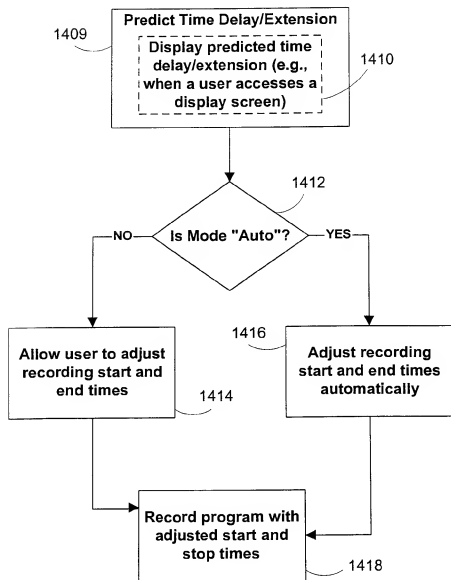 Predict Time Delay/Extension
1409
Display predicted time
delay/extension (e.g.,
when a user accesses a
display screen)
1410
1412
Is Mode "Auto"?
NO
YES
Allow user to adjust
recording start and
end times
1414
1416
Adjust recording
start and end times
automatically
Record program with
adjusted start and
stop times
1418